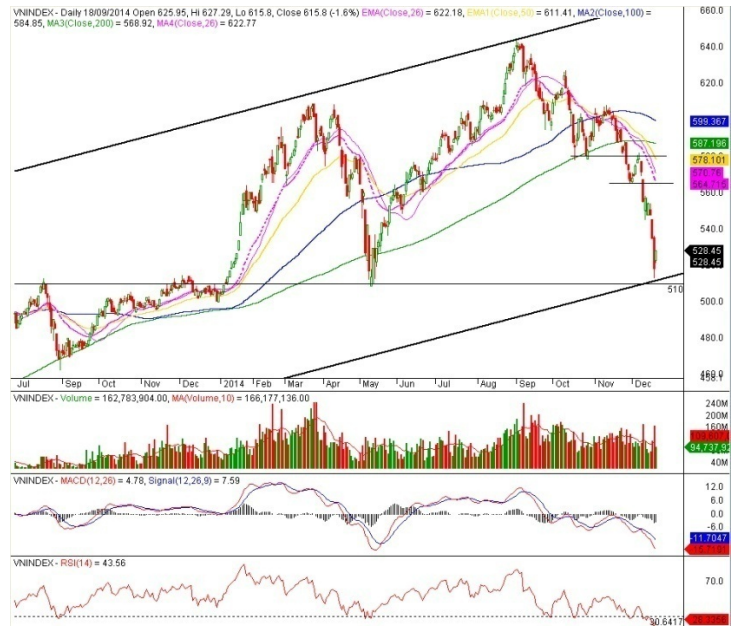 VNINDEX - Daily 18/09/2014 Open 625.95, Hi 627.29, Lo 615.8, Close 615.8 (-1.6%) EMA(Close,26) = 622.18, EMA1(Close,50) = 611.41, MA2(Close,100) =
584.85, MA3(Close,200) = 568.92, MA4(Close,26) = 622.77
660.0
640.0
620.0
599.367
587.196
578.101
570.76
564.715
560.0
540.0
528.45
528.45
510
500.0
480.0
460.0
458.1
Jul Sep Oct Nov Dec 2014 Feb Mar Apr May Jun Jul Aug Sep Oct Nov Dec
VNINDEX - Volume = 162,783,904.00, MA(Volume,10) = 166,177,136.00
240M
200M
160M
94,737,92
40M
VNINDEX - MACD(12,26) = 4.78, Signal(12,26,9) = 7.59
12.0
6.0
0.0
-6.0
-11.7047
VNINDEX - RSI(14) = 43.56
70.0
30.6417